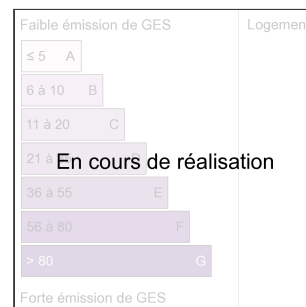 Faible émission de GES Logemen
≤ 5 A
6 à 10 B
11 à 20 C
21 à
En cours de réalisation
36 à 55 E
56 à 80 F
> 80 G
Forte émission de GES